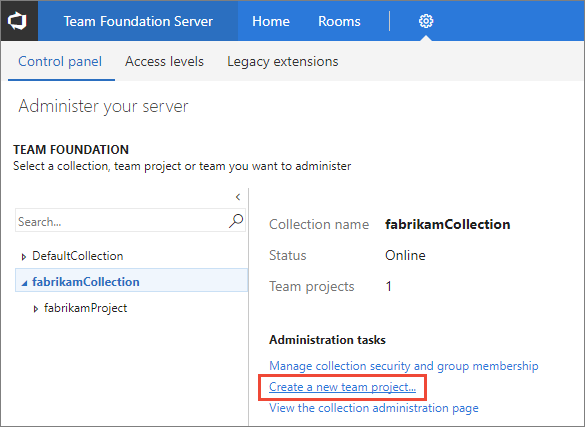 Team Foundation Server Home Rooms
Control panel Access levels Legacy extensions
Administer your server
TEAM FOUNDATION
Select a collection, team project or team you want to administer
Search...
DefaultCollection
fabrikamCollection
fabrikamProject
Collection name fabrikamCollection
Status Online
Team projects 1
Administration tasks
Manage collection security and group membership
Create a new team project...
View the collection administration page